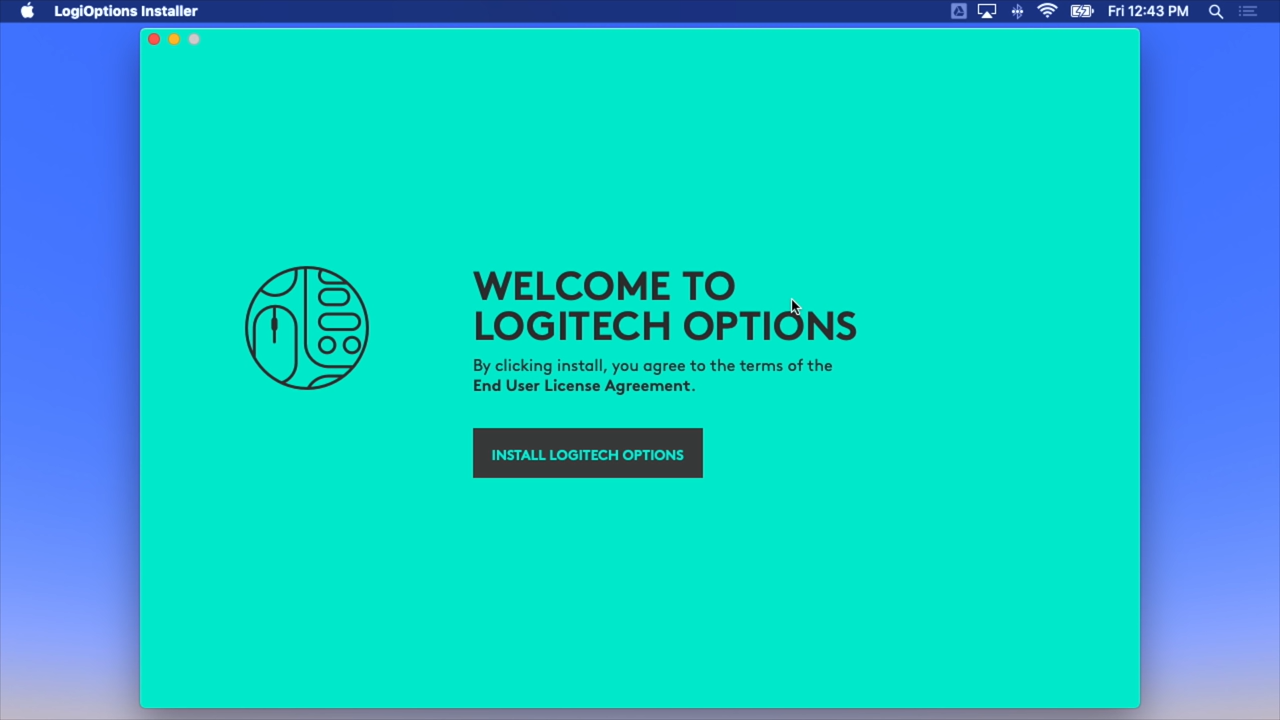 LogiOptions Installer
Fri 12:43 PM
WELCOME TO
LOGITECH OPTIONS
By clicking install, you agree to the terms of the
End User License Agreement.
INSTALL LOGITECH OPTIONS